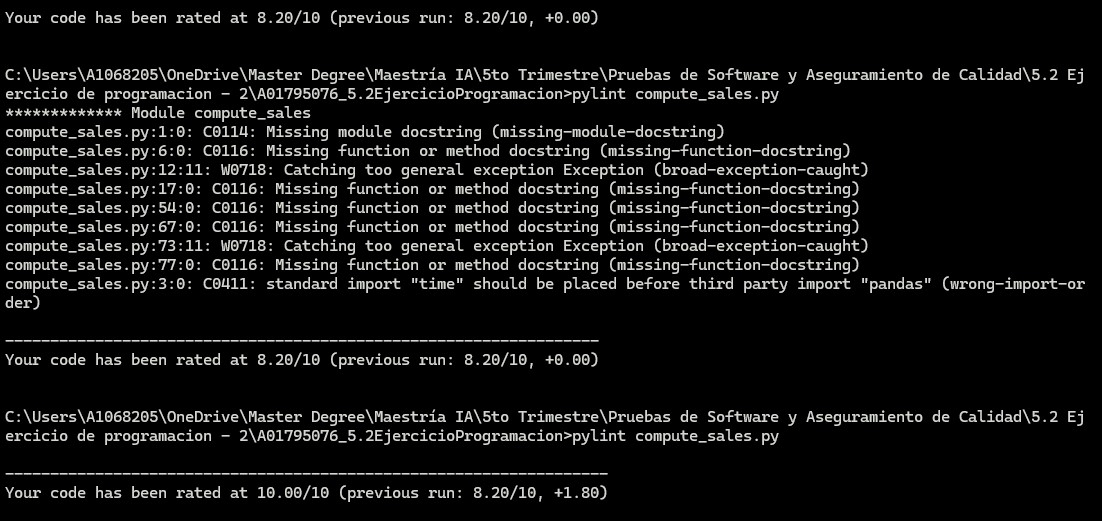 Your code has been rated at 8.20/10 (previous run: 8.20/10, +0.00)
C:\Users\A1068205\OneDrive\Master Degree\Maestría IA\5to Trimestre\Pruebas de Software y Aseguramiento de Calidad\5.2 Ej
ercicio de programacion - 2\A01795076_5.2EjercicioProgramacion>pylint compute_sales.py
************* Module compute_sales
compute_sales.py:1:0: C0114: Missing module docstring (missing-module-docstring)
compute_sales.py:6:0: C0116: Missing function or method docstring (missing-function-docstring)
compute_sales.py:12:11: W0718: Catching too general exception Exception (broad-exception-caught)
compute_sales.py:17:0: C0116: Missing function or method docstring (missing-function-docstring)
compute_sales.py:54:0: C0116: Missing function or method docstring (missing-function-docstring)
compute_sales.py:67:0: C0116: Missing function or method docstring (missing-function-docstring)
compute_sales.py:73:11: W0718: Catching too general exception Exception (broad-exception-caught)
compute_sales.py:77:0: C0116: Missing function or method docstring (missing-function-docstring)
compute_sales.py:3:0: C0411: standard import "time" should be placed before third party import "pandas" (wrong-import-or
der)
------------------------------------------------------------------
Your code has been rated at 8.20/10 (previous run: 8.20/10, +0.00)
C:\Users\A1068205\OneDrive\Master Degree\Maestría IA\5to Trimestre\Pruebas de Software y Aseguramiento de Calidad\5.2 Ej
ercicio de programacion - 2\A01795076_5.2EjercicioProgramacion>pylint compute_sales.py
-------------------------------------------------------------------
Your code has been rated at 10.00/10 (previous run: 8.20/10, +1.80)